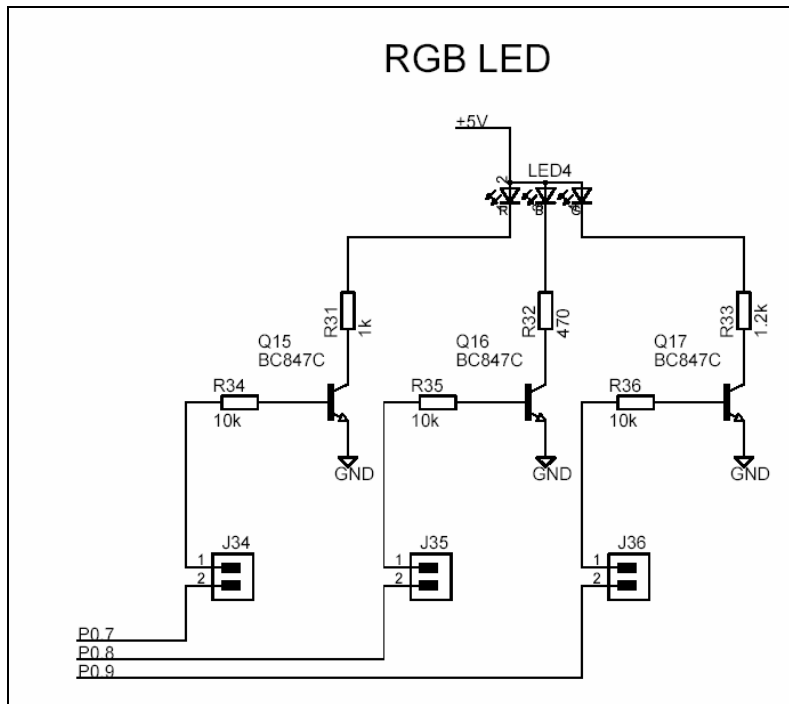 RGB LED
+5V
LED4
2
R
B
G
R31
1k
R32
470
R33
1.2k
Q15
BC847C
Q16
BC847C
Q17
BC847C
R34
10k
R35
10k
R36
10k
GND
GND
GND
J34
J35
J36
1
2
1
2
1
2
P0.7
P0.8
P0.9